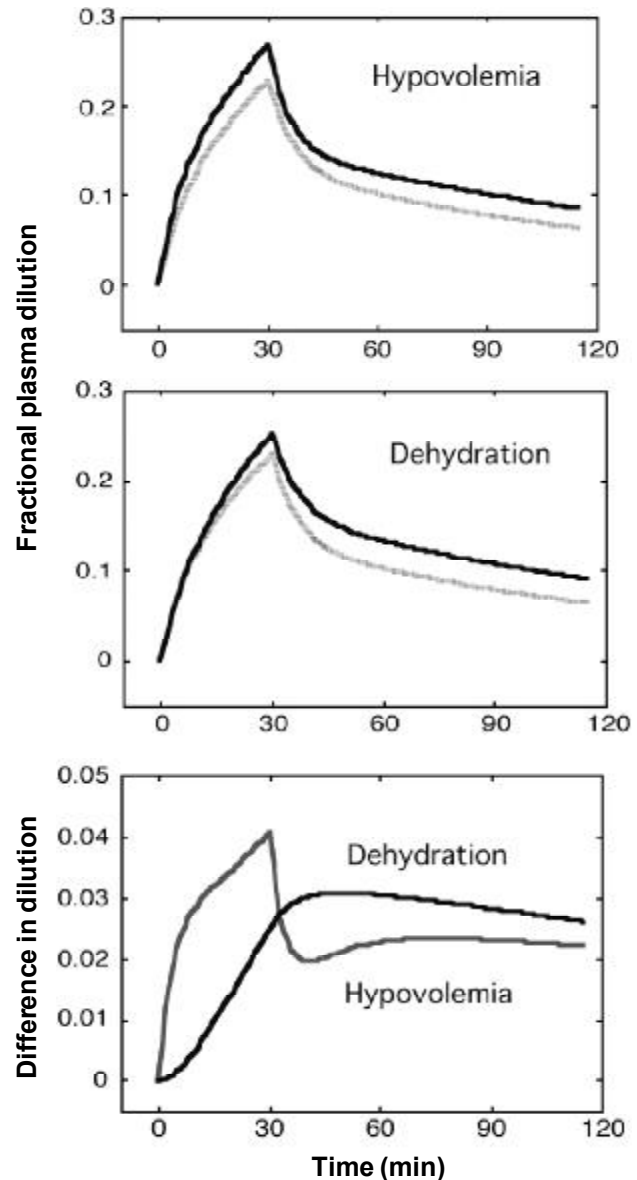 Fractional plasma dilution
0.3
0.2
0.1
0
Hypovolemia
0 30 60 90 120
0.3
0.2
0.1
0
Dehydration
0 30 60 90 120
Difference in dilution
0.05
0.04
0.03
0.02
0.01
0
Dehydration
Hypovolemia
0 30 60 90 120
Time (min)